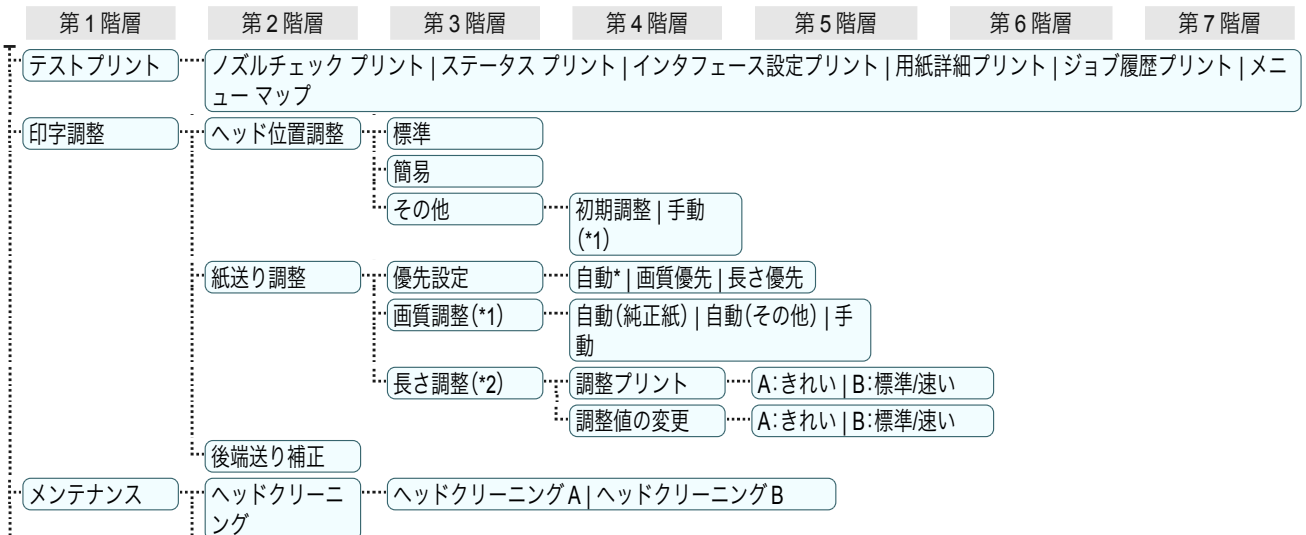 第1階層 第2階層 第3階層 第4階層 第5階層 第6階層 第7階層
テストプリント ノズルチェック プリント | ステータス プリント | インタフェース設定プリント | 用紙詳細プリント | ジョブ履歴プリント | メニ
ュー マップ
印字調整 ヘッド位置調整 標準
簡易
その他 初期調整 | 手動
(*1)
紙送り調整 優先設定 自動* | 画質優先 | 長さ優先
画質調整(*1) 自動(純正紙) | 自動(その他) | 手
動
長さ調整(*2) 調整プリント A:きれい | B:標準/速い
調整値の変更 A:きれい | B:標準/速い
後端送り補正
メンテナンス ヘッドクリーニ ヘッドクリーニングA | ヘッドクリーニングB
ング